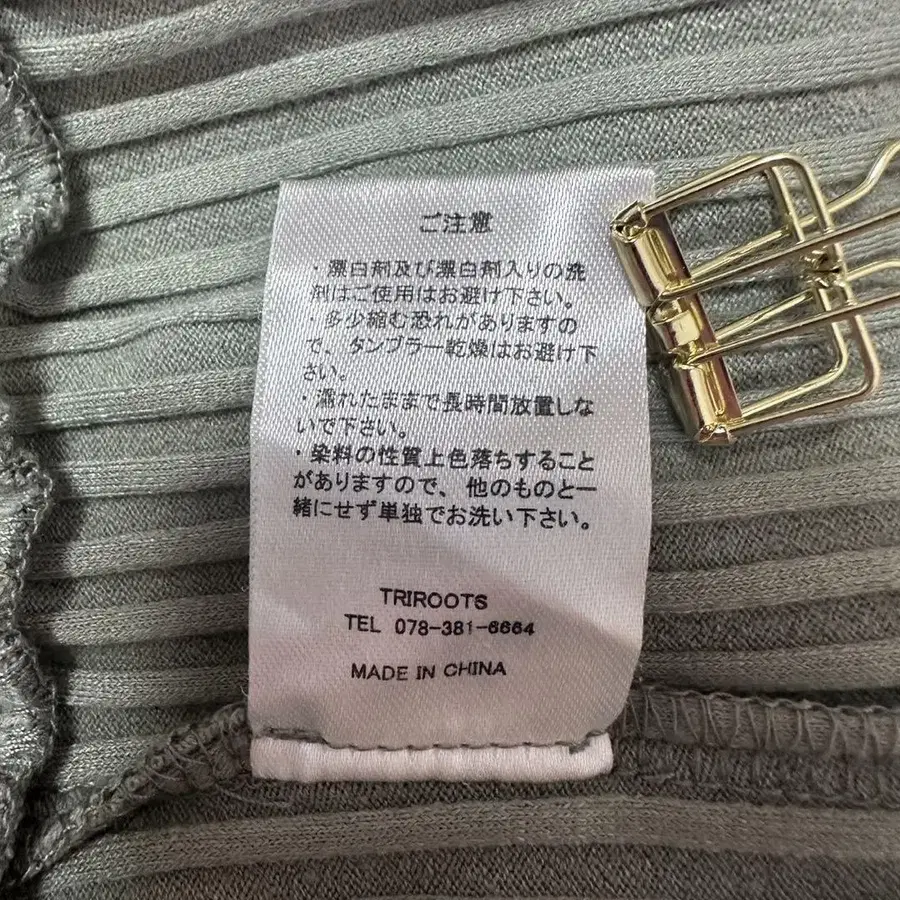 ご注意
・漂白剤及び漂白剤入りの洗
剤はご使用はお避け下さい。
・多少縮む恐れがありますの
で、タンブラー乾燥はお避け下
さい。
・濡れたままで長時間放置しな
いで下さい。
・染料の性質上色落ちすること
がありますので、他のものと一
緒にせず単独でお洗い下さい。
TRIROOTS
TEL 078-381-6664
MADE IN CHINA